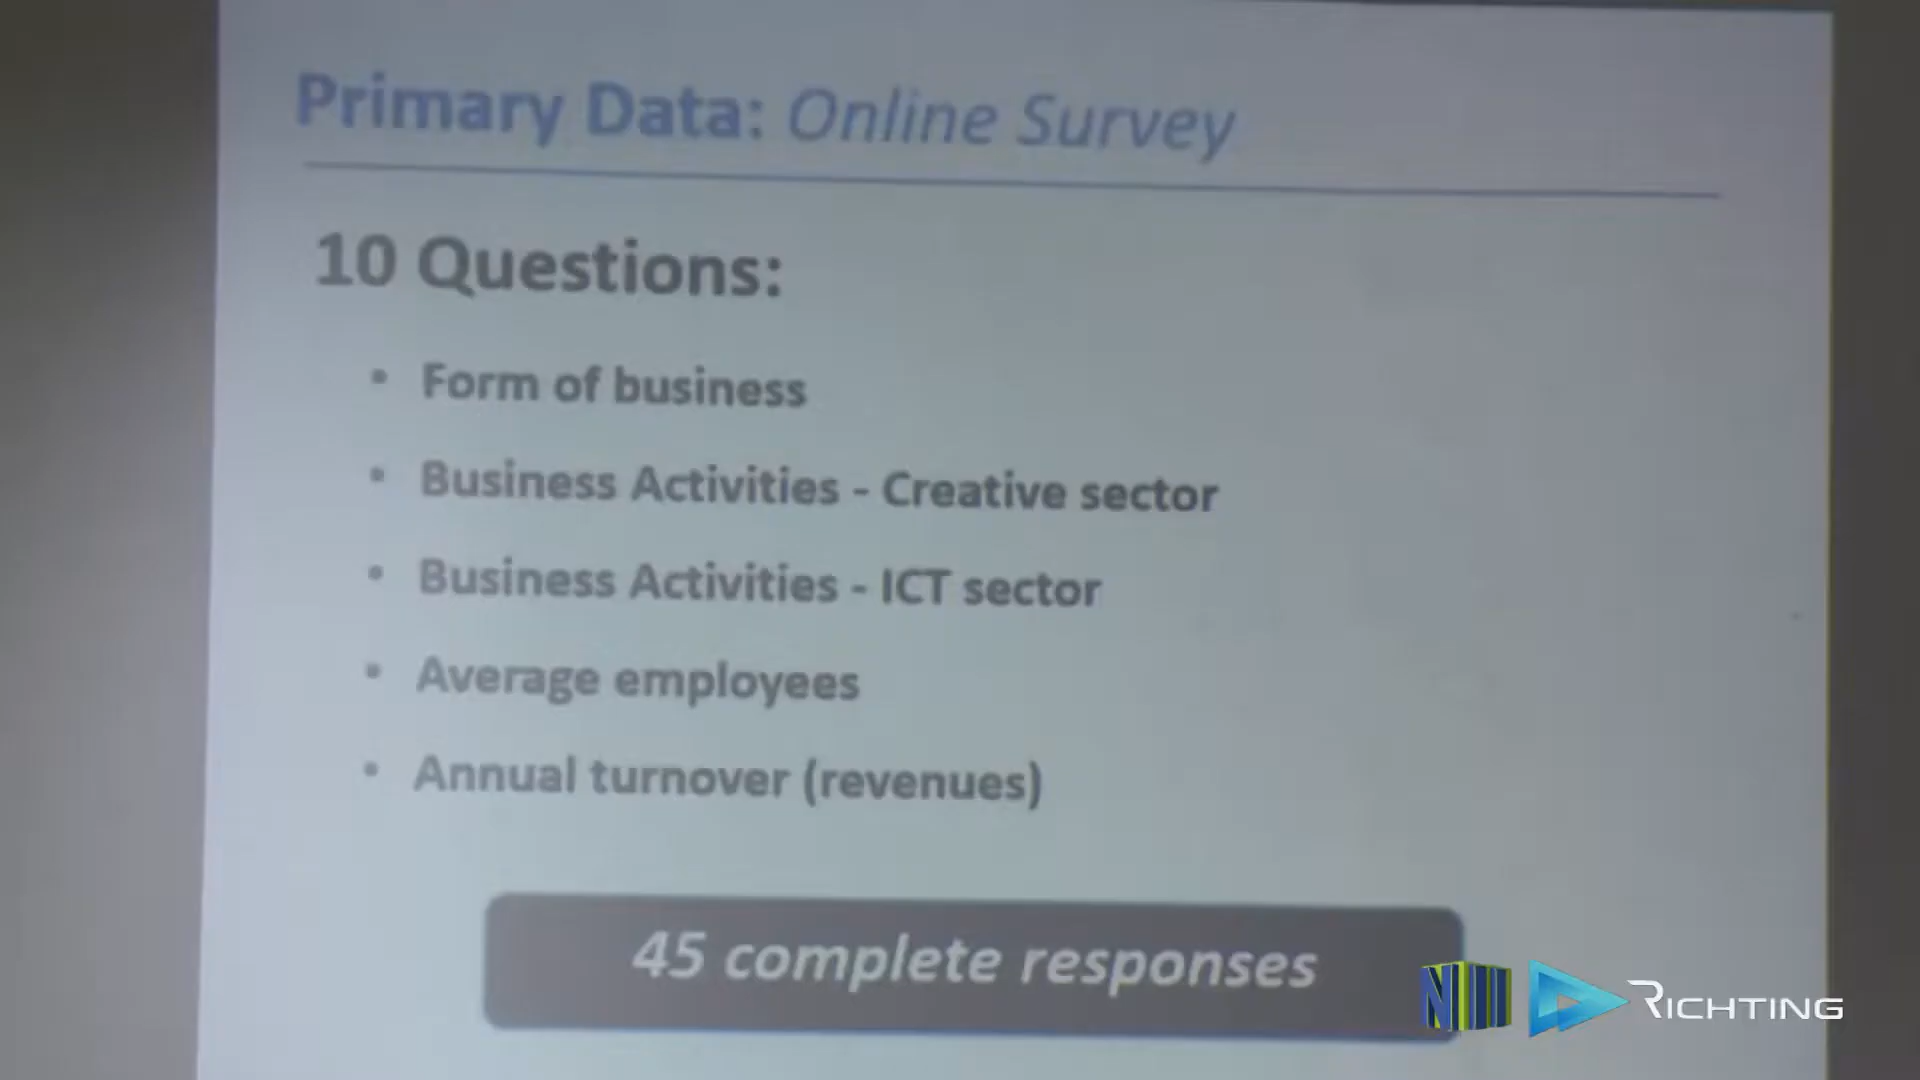 Primary Data: Online Survey
10 Questions:
• Form of business
• Business Activities - Creative sector
• Business Activities - ICT sector
• Average employees
• Annual turnover (revenues)
45 complete responses
RICHTING